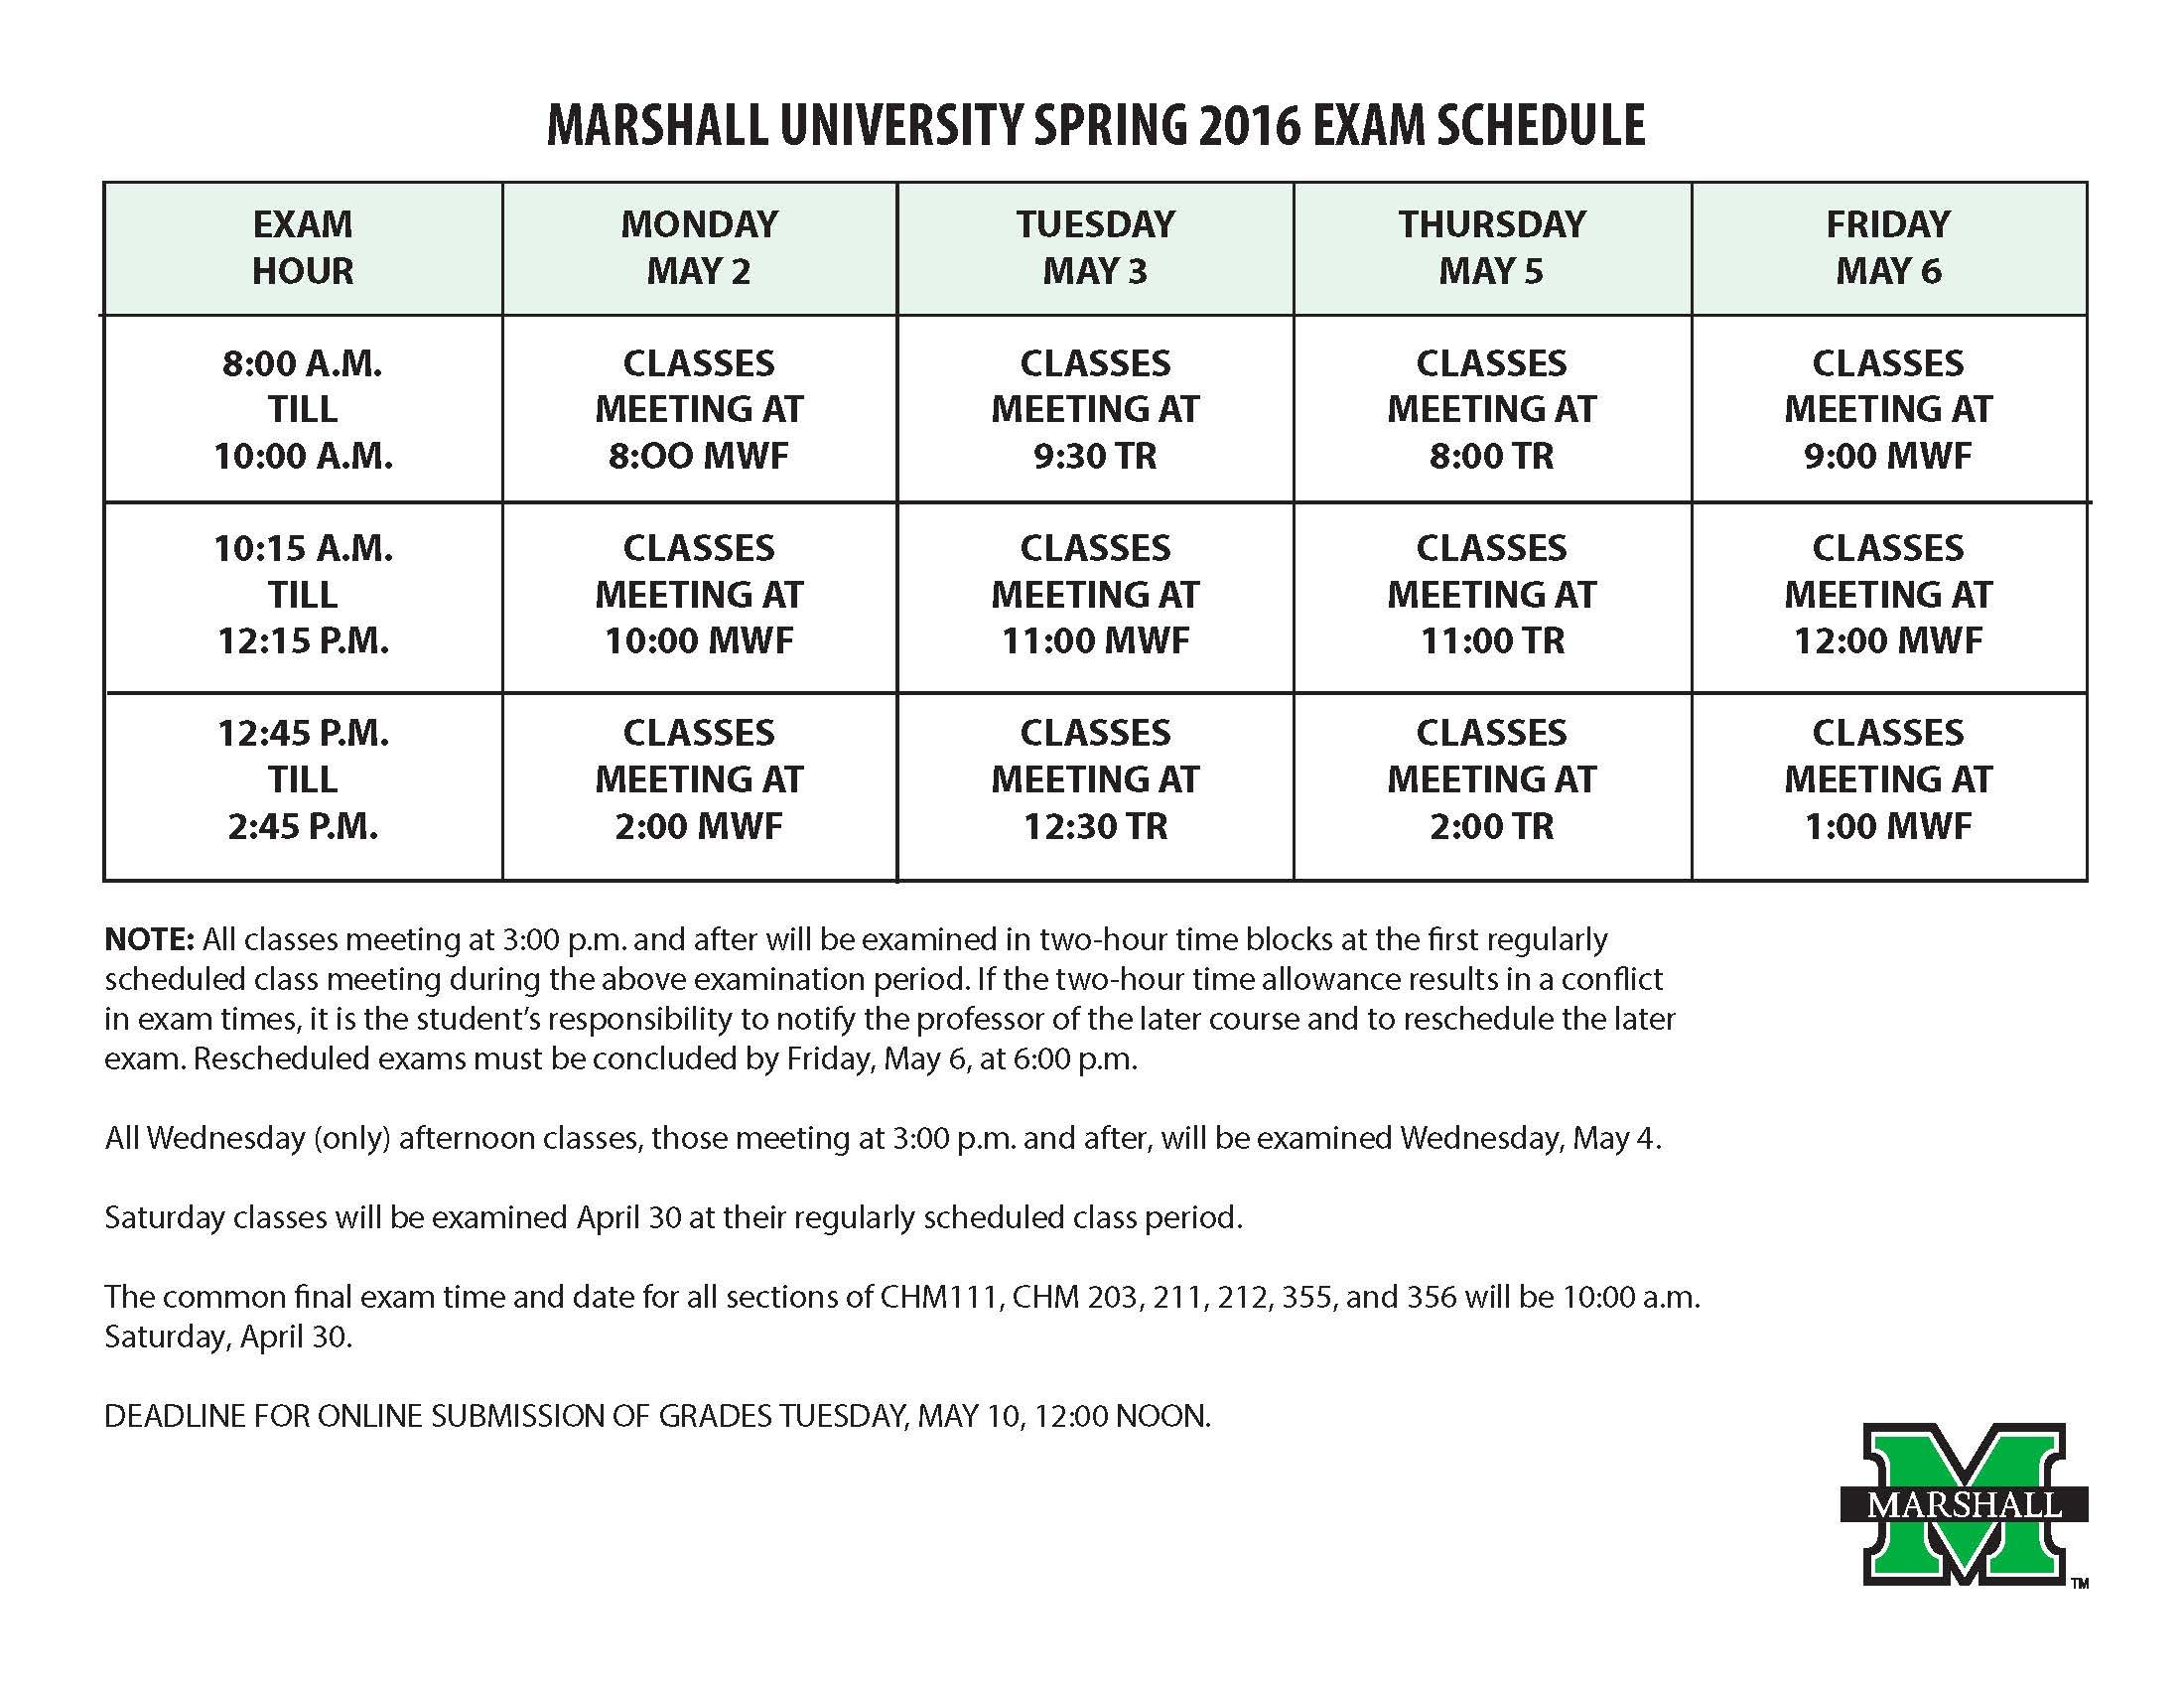 MARSHALL UNIVERSITY SPRING 2016 EXAM SCHEDULE
EXAM
HOUR
MONDAY
MAY 2
TUESDAY
MAY 3
THURSDAY
MAY 5
FRIDAY
MAY 6
8:00 A.M.
TILL
10:00 A.M.
CLASSES
MEETING AT
8:OO MWF
CLASSES
MEETING AT
9:30 TR
CLASSES
MEETING AT
8:00 TR
CLASSES
MEETING AT
9:00 MWF
10:15 A.M.
TILL
12:15 P.M.
CLASSES
MEETING AT
10:00 MWF
CLASSES
MEETING AT
11:00 MWF
CLASSES
MEETING AT
11:00 TR
CLASSES
MEETING AT
12:00 MWF
12:45 P.M.
TILL
2:45 P.M.
CLASSES
MEETING AT
2:00 MWF
CLASSES
MEETING AT
12:30 TR
CLASSES
MEETING AT
2:00 TR
CLASSES
MEETING AT
1:00 MWF
NOTE: All classes meeting at 3:00 p.m. and after will be examined in two-hour time blocks at the first regularly
scheduled class meeting during the above examination period. If the two-hour time allowance results in a conflict
in exam times, it is the student’s responsibility to notify the professor of the later course and to reschedule the later
exam. Rescheduled exams must be concluded by Friday, May 6, at 6:00 p.m.
All Wednesday (only) afternoon classes, those meeting at 3:00 p.m. and after, will be examined Wednesday, May 4.
Saturday classes will be examined April 30 at their regularly scheduled class period.
The common final exam time and date for all sections of CHM111, CHM 203, 211, 212, 355, and 356 will be 10:00 a.m.
Saturday, April 30.
DEADLINE FOR ONLINE SUBMISSION OF GRADES TUESDAY, MAY 10, 12:00 NOON.
M
MARSHALL
TM